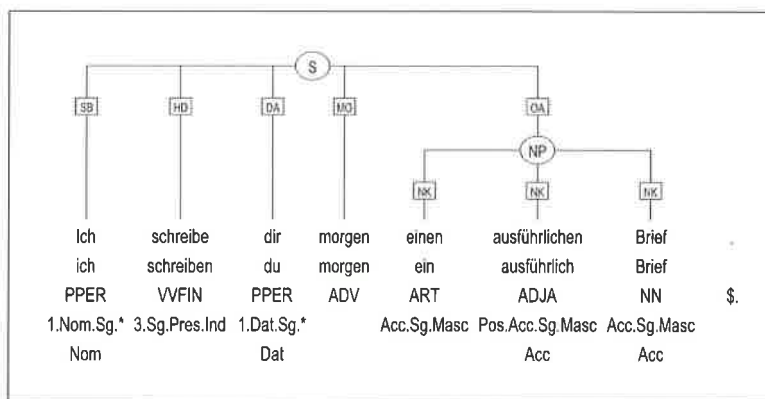 S
SB HD DA MO OA
NP
NK NK NK
Ich schreibe dir morgen einen ausführlichen Brief .
ich schreiben du morgen ein ausführlich Brief
PPER VVFIN PPER ADV ART ADJA NN $.
1.Nom.Sg.* 3.Sg.Pres.Ind 1.Dat.Sg.* Acc.Sg.Masc Pos.Acc.Sg.Masc Acc.Sg.Masc
Nom Dat Acc Acc